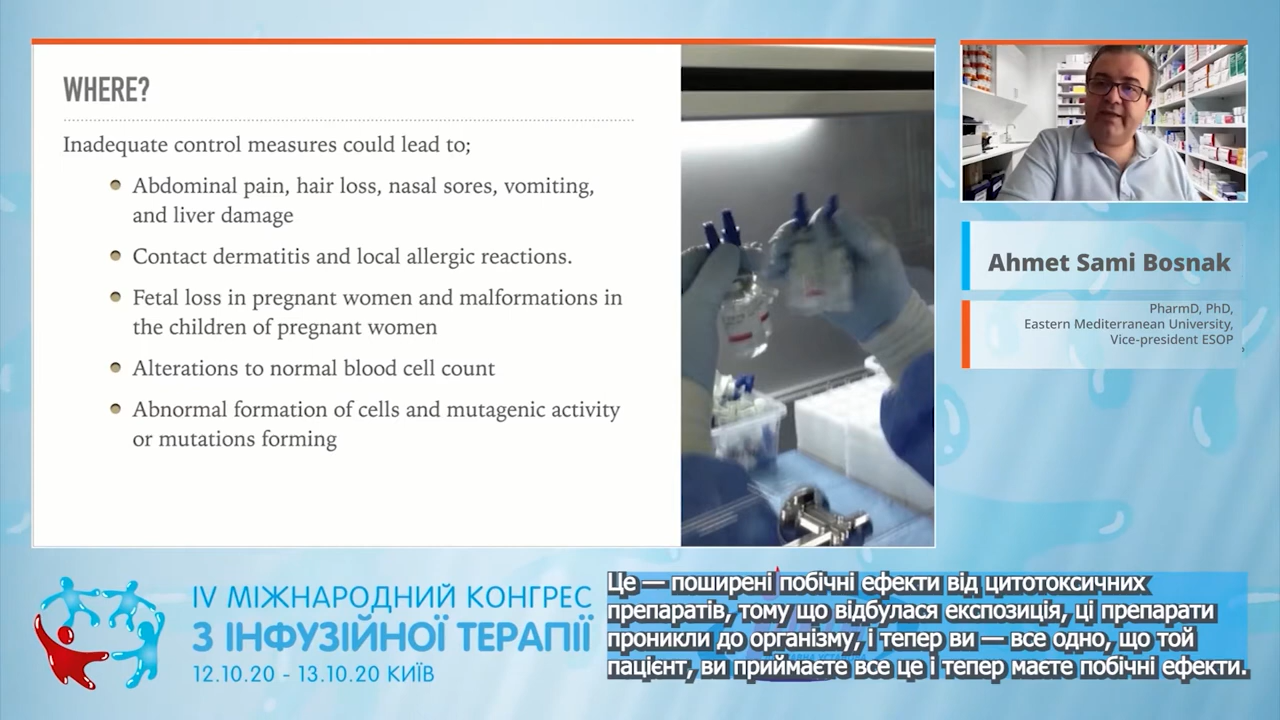 WHERE?
Inadequate control measures could lead to;
Abdominal pain, hair loss, nasal sores, vomiting,
and liver damage
Contact dermatitis and local allergic reactions.
Fetal loss in pregnant women and malformations in
the children of pregnant women
Alterations to normal blood cell count
Abnormal formation of cells and mutagenic activity
or mutations forming
Ahmet Sami Bosnak
PharmD, PhD,
Eastern Mediterranean University,
Vice-president ESOP
IV МІЖНАРОДНИЙ КОНГРЕС
З ІНФУЗІЙНОЇ ТЕРАПІЇ
12.10.20 - 13.10.20 КИЇВ
Це — поширені побічні ефекти від цитотоксичних
препаратів, тому що відбулася експозиція, ці препарати
проникли до організму, і тепер ви — все одно, що той
пацієнт, ви приймаєте все це і тепер маєте побічні ефекти.